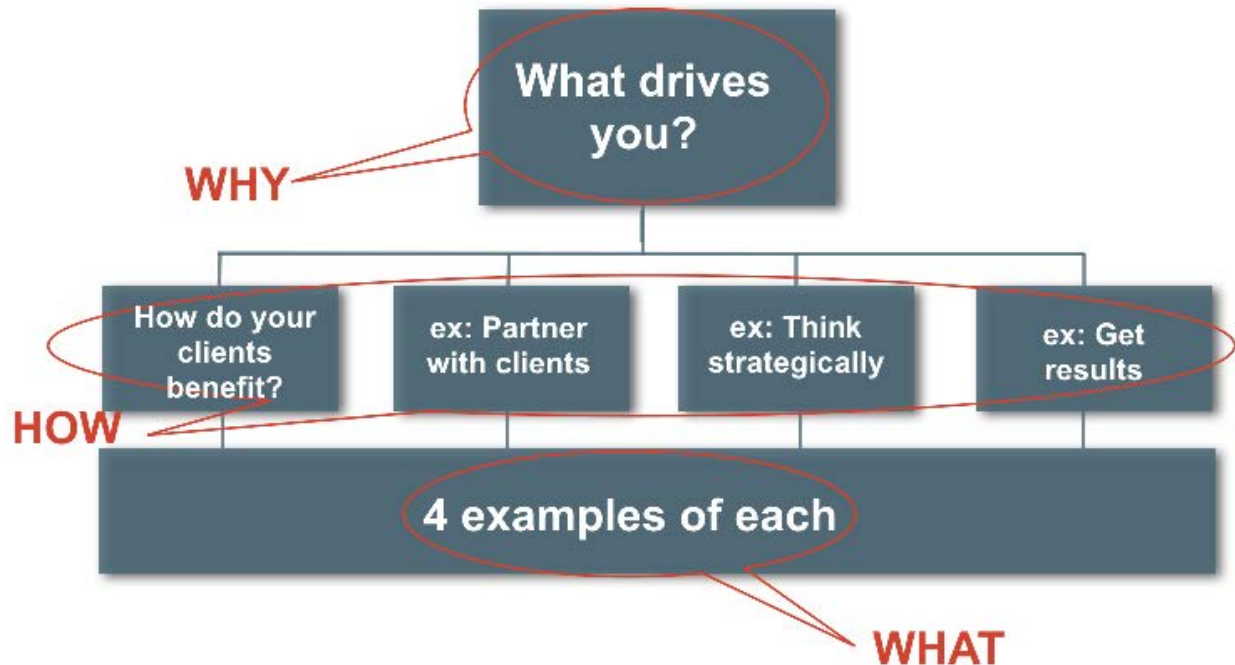 What drives
you?
WHY
How do your
clients
benefit?
ex: Partner
with clients
ex: Think
strategically
ex: Get
results
HOW
4 examples of each
WHAT